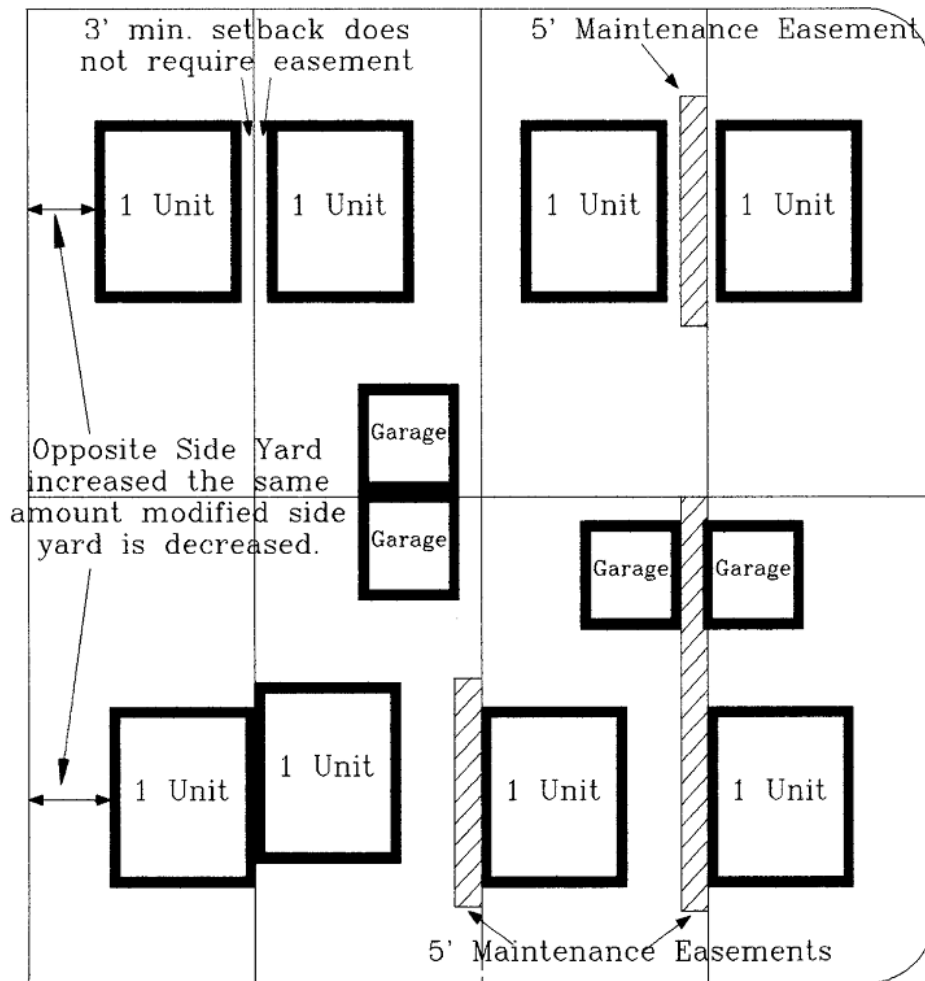 3' min. setback does
not require easement
5' Maintenance Easement
1 Unit
1 Unit
1 Unit
1 Unit
Garage
Garage
Opposite Side Yard
increased the same
amount modified side
yard is decreased.
Garage
Garage
1 Unit
1 Unit
1 Unit
1 Unit
5' Maintenance Easements